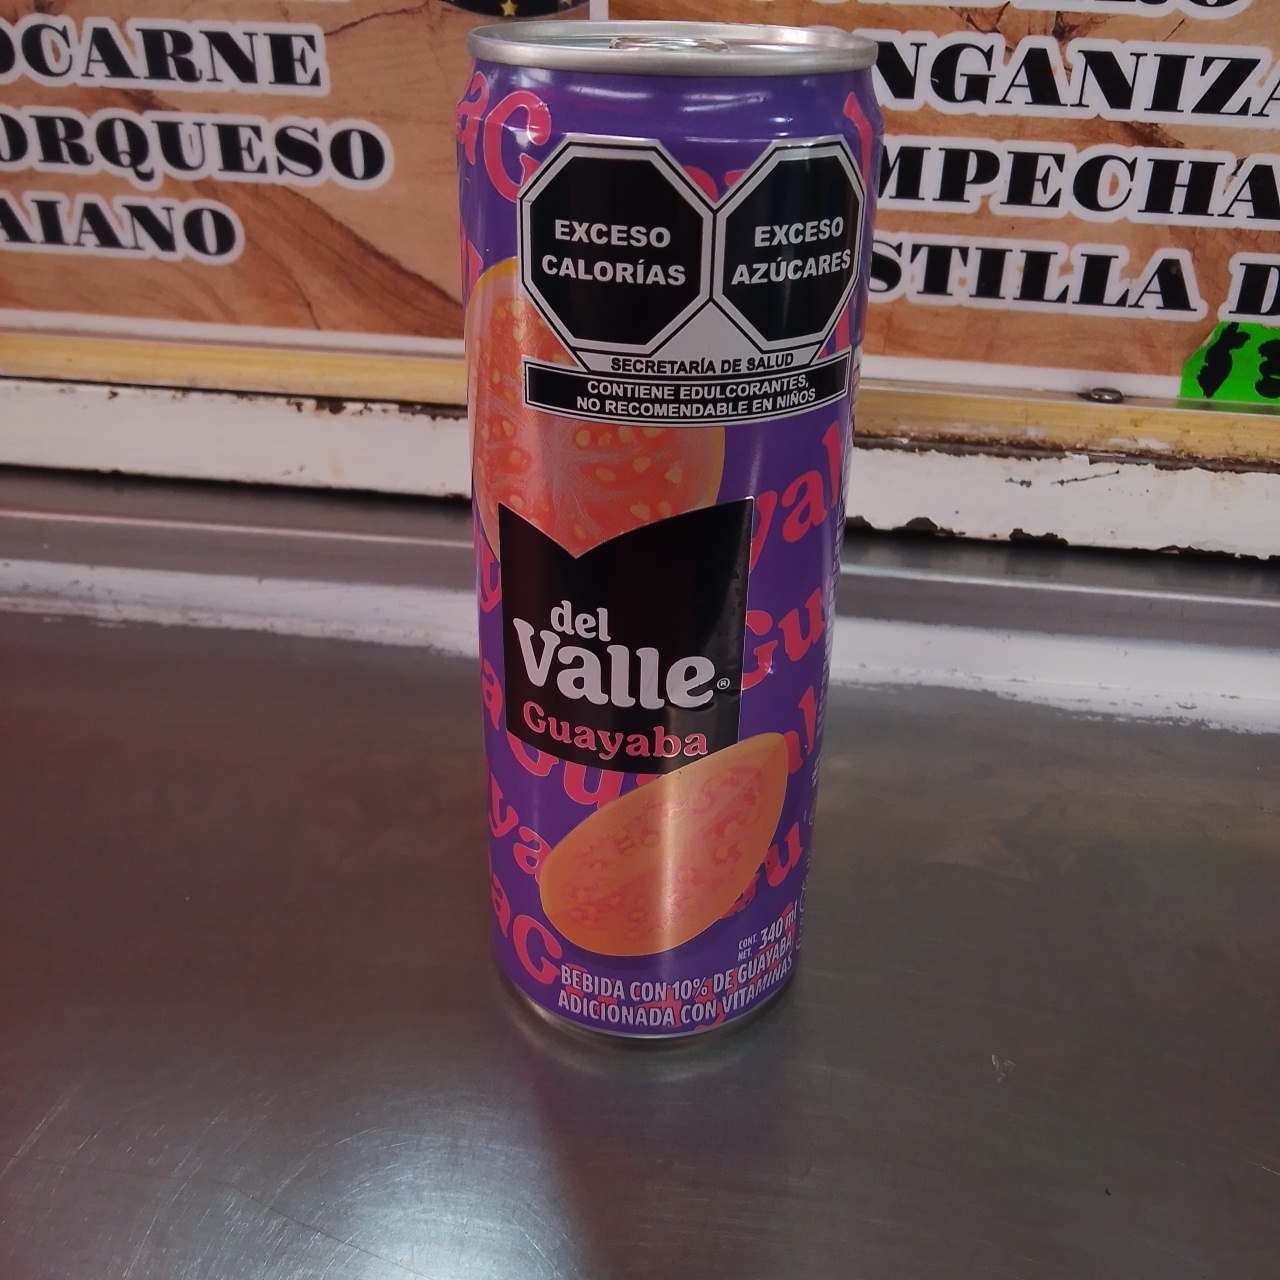 EXCESO
CALORÍAS
EXCESO
AZÚCARES
SECRETARÍA DE SALUD
CONTIENE EDULCORANTES,
NO RECOMENDABLE EN NIÑOS
del
Valle®
Guayaba
CONT. NET. 340 ml
BEBIDA CON 10% DE GUAYABA
ADICIONADA CON VITAMINAS
OCARNE
ORQUESO
AIANO
NGANIZA
MPECHA
STILLA D